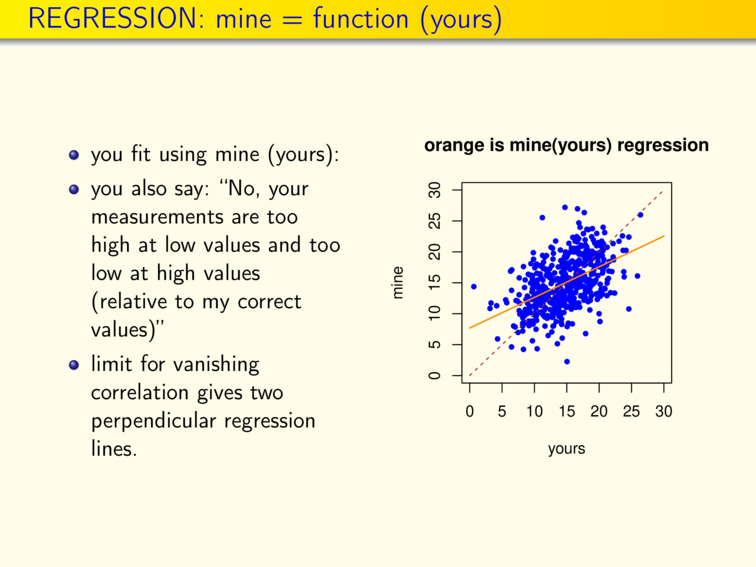 REGRESSION: mine = function (yours)
you fit using mine (yours):
you also say: “No, your
measurements are too
high at low values and too
low at high values
(relative to my correct
values)”
limit for vanishing
correlation gives two
perpendicular regression
lines.
orange is mine(yours) regression
mine
30
25
20
15
10
5
0
0 5 10 15 20 25 30
yours